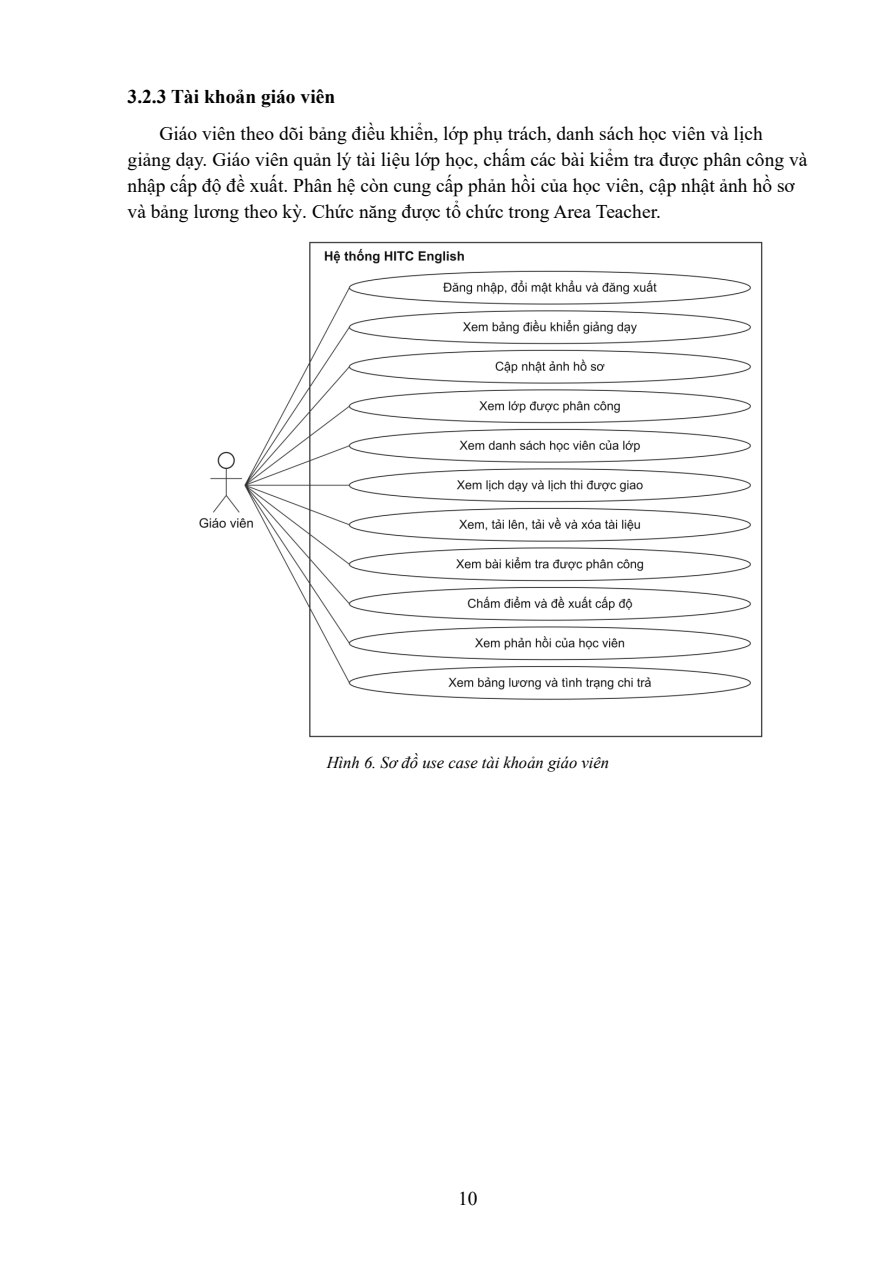 3.2.3 Tài khoản giáo viên
Giáo viên theo dõi bảng điều khiển, lớp phụ trách, danh sách học viên và lịch
giảng dạy. Giáo viên quản lý tài liệu lớp học, chấm các bài kiểm tra được phân công và
nhập cấp độ đề xuất. Phân hệ còn cung cấp phản hồi của học viên, cập nhật ảnh hồ sơ
và bảng lương theo kỳ. Chức năng được tổ chức trong Area Teacher.
Hệ thống HITC English
Đăng nhập, đổi mật khẩu và đăng xuất
Xem bảng điều khiển giảng dạy
Cập nhật ảnh hồ sơ
Xem lớp được phân công
Xem danh sách học viên của lớp
Xem lịch dạy và lịch thi được giao
Giáo viên
Xem, tải lên, tải về và xóa tài liệu
Xem bài kiểm tra được phân công
Chấm điểm và đề xuất cấp độ
Xem phản hồi của học viên
Xem bảng lương và tình trạng chi trả
Hình 6. Sơ đồ use case tài khoản giáo viên
10